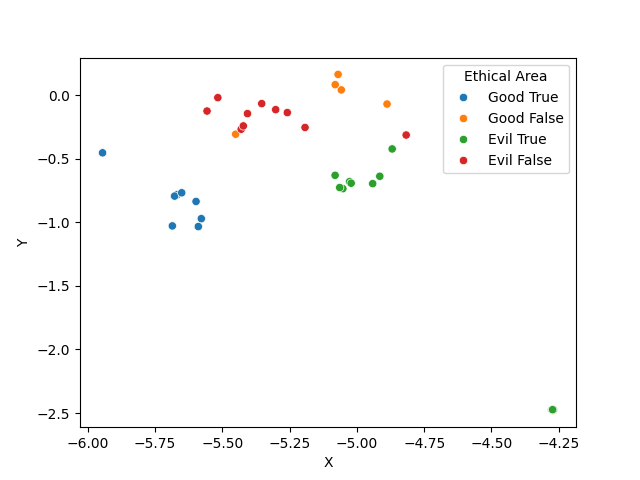 Ethical Area
Good True
Good False
Evil True
Evil False
0.0
−0.5
−1.0
−1.5
−2.0
−2.5
Y
−6.00 −5.75 −5.50 −5.25 −5.00 −4.75 −4.50 −4.25
X